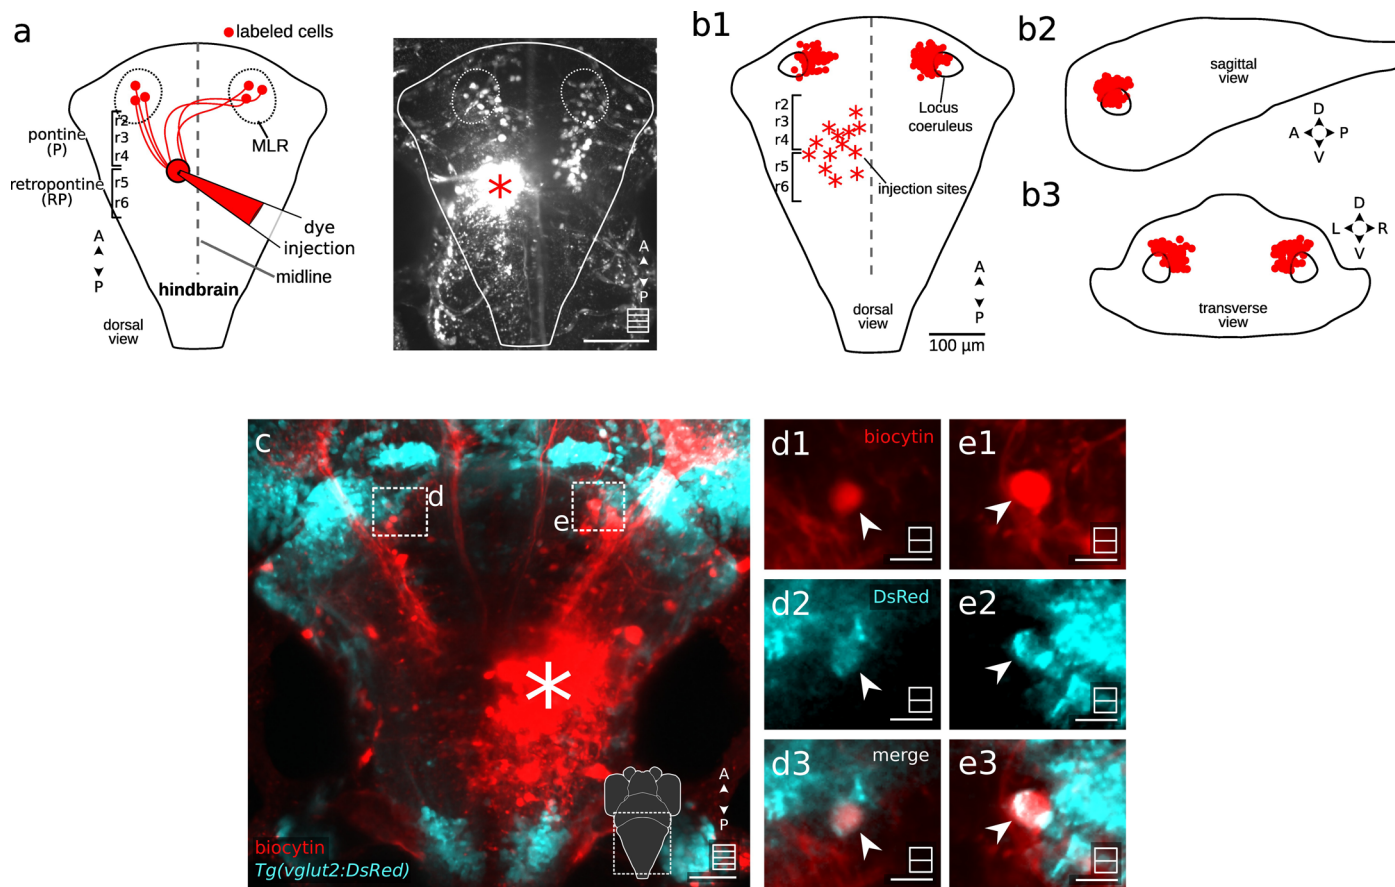 a
labeled cells
pontine
(P)
r2
r3
r4
MLR
retropontine
(RP)
r5
r6
dye
injection
midline
A
P
hindbrain
dorsal
view
*
A
P
b1
r2
r3
r4
r5
r6
Locus
coeruleus
injection sites
A
P
dorsal
view
100 µm
b2
sagittal
view
D
A P
V
b3
D
L R
V
transverse
view
c
d
e
*
A
P
biocytin
Tg(vglut2:DsRed)
d1
biocytin
e1
d2
DsRed
e2
d3
merge
e3